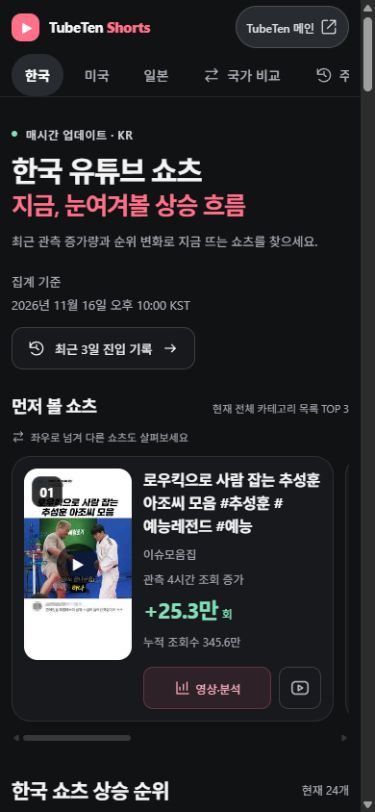 TubeTen Shorts
TubeTen 메인
한국 미국 일본 국가 비교 주
매시간 업데이트 · KR
한국 유튜브 쇼츠
지금, 눈여겨볼 상승 흐름
최근 관측 증가량과 순위 변화로 지금 뜨는 쇼츠를 찾으세요.
집계 기준
2026년 11월 16일 오후 10:00 KST
최근 3일 진입 기록 →
먼저 볼 쇼츠
현재 전체 카테고리 목록 TOP 3
좌우로 넘겨 다른 쇼츠도 살펴보세요
01
로우킥으로 사람 잡는
추성훈 아조씨 모음
로우킥으로 사람 잡는 추성훈
아조씨 모음 #추성훈 #
예능레전드 #예능
이슈모음집
관측 4시간 조회 증가
+25.3만 회
누적 조회수 345.6만
영상·분석
한국 쇼츠 상승 순위
현재 24개